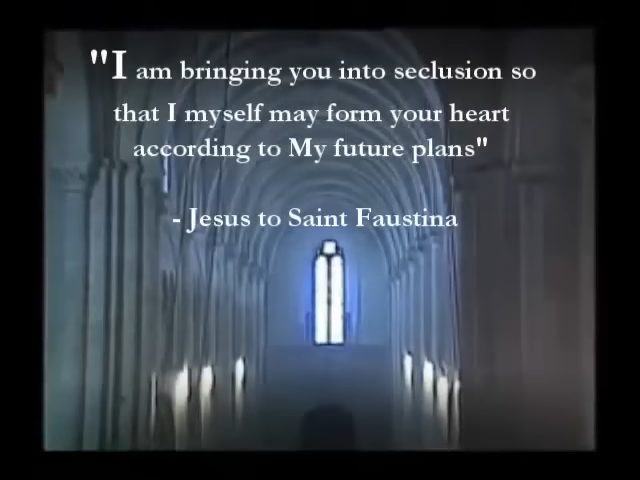 "I am bringing you into seclusion so
that I myself may form your heart
according to My future plans"
- Jesus to Saint Faustina